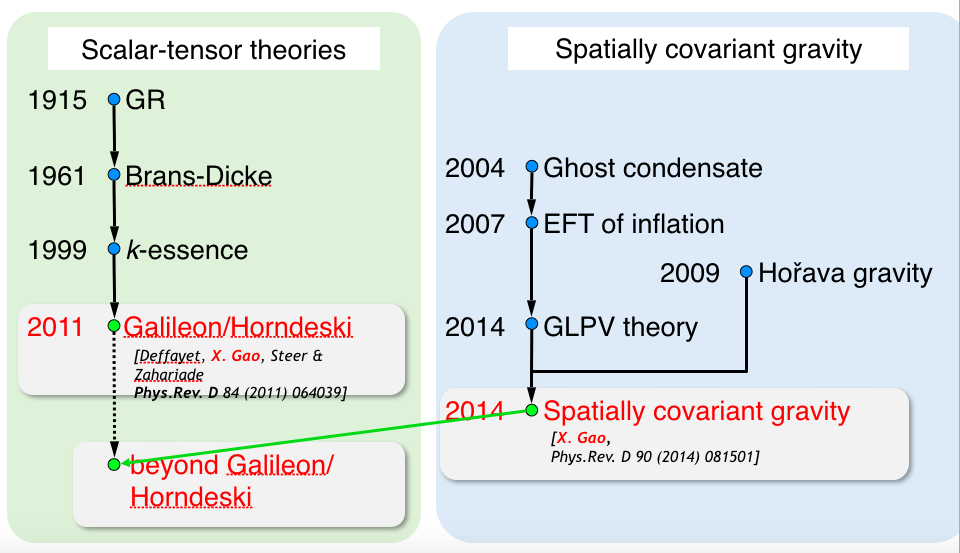 Scalar-tensor theories
1915 GR
1961 Brans-Dicke
1999 k-essence
2011 Galileon/Horndeski
[Deffayet, X. Gao, Steer &
Zahariade
Phys.Rev. D 84 (2011) 064039]
beyond Galileon/
Horndeski
Spatially covariant gravity
2004 Ghost condensate
2007 EFT of inflation
2009 Hořava gravity
2014 GLPV theory
2014 Spatially covariant gravity
[X. Gao,
Phys.Rev. D 90 (2014) 081501]